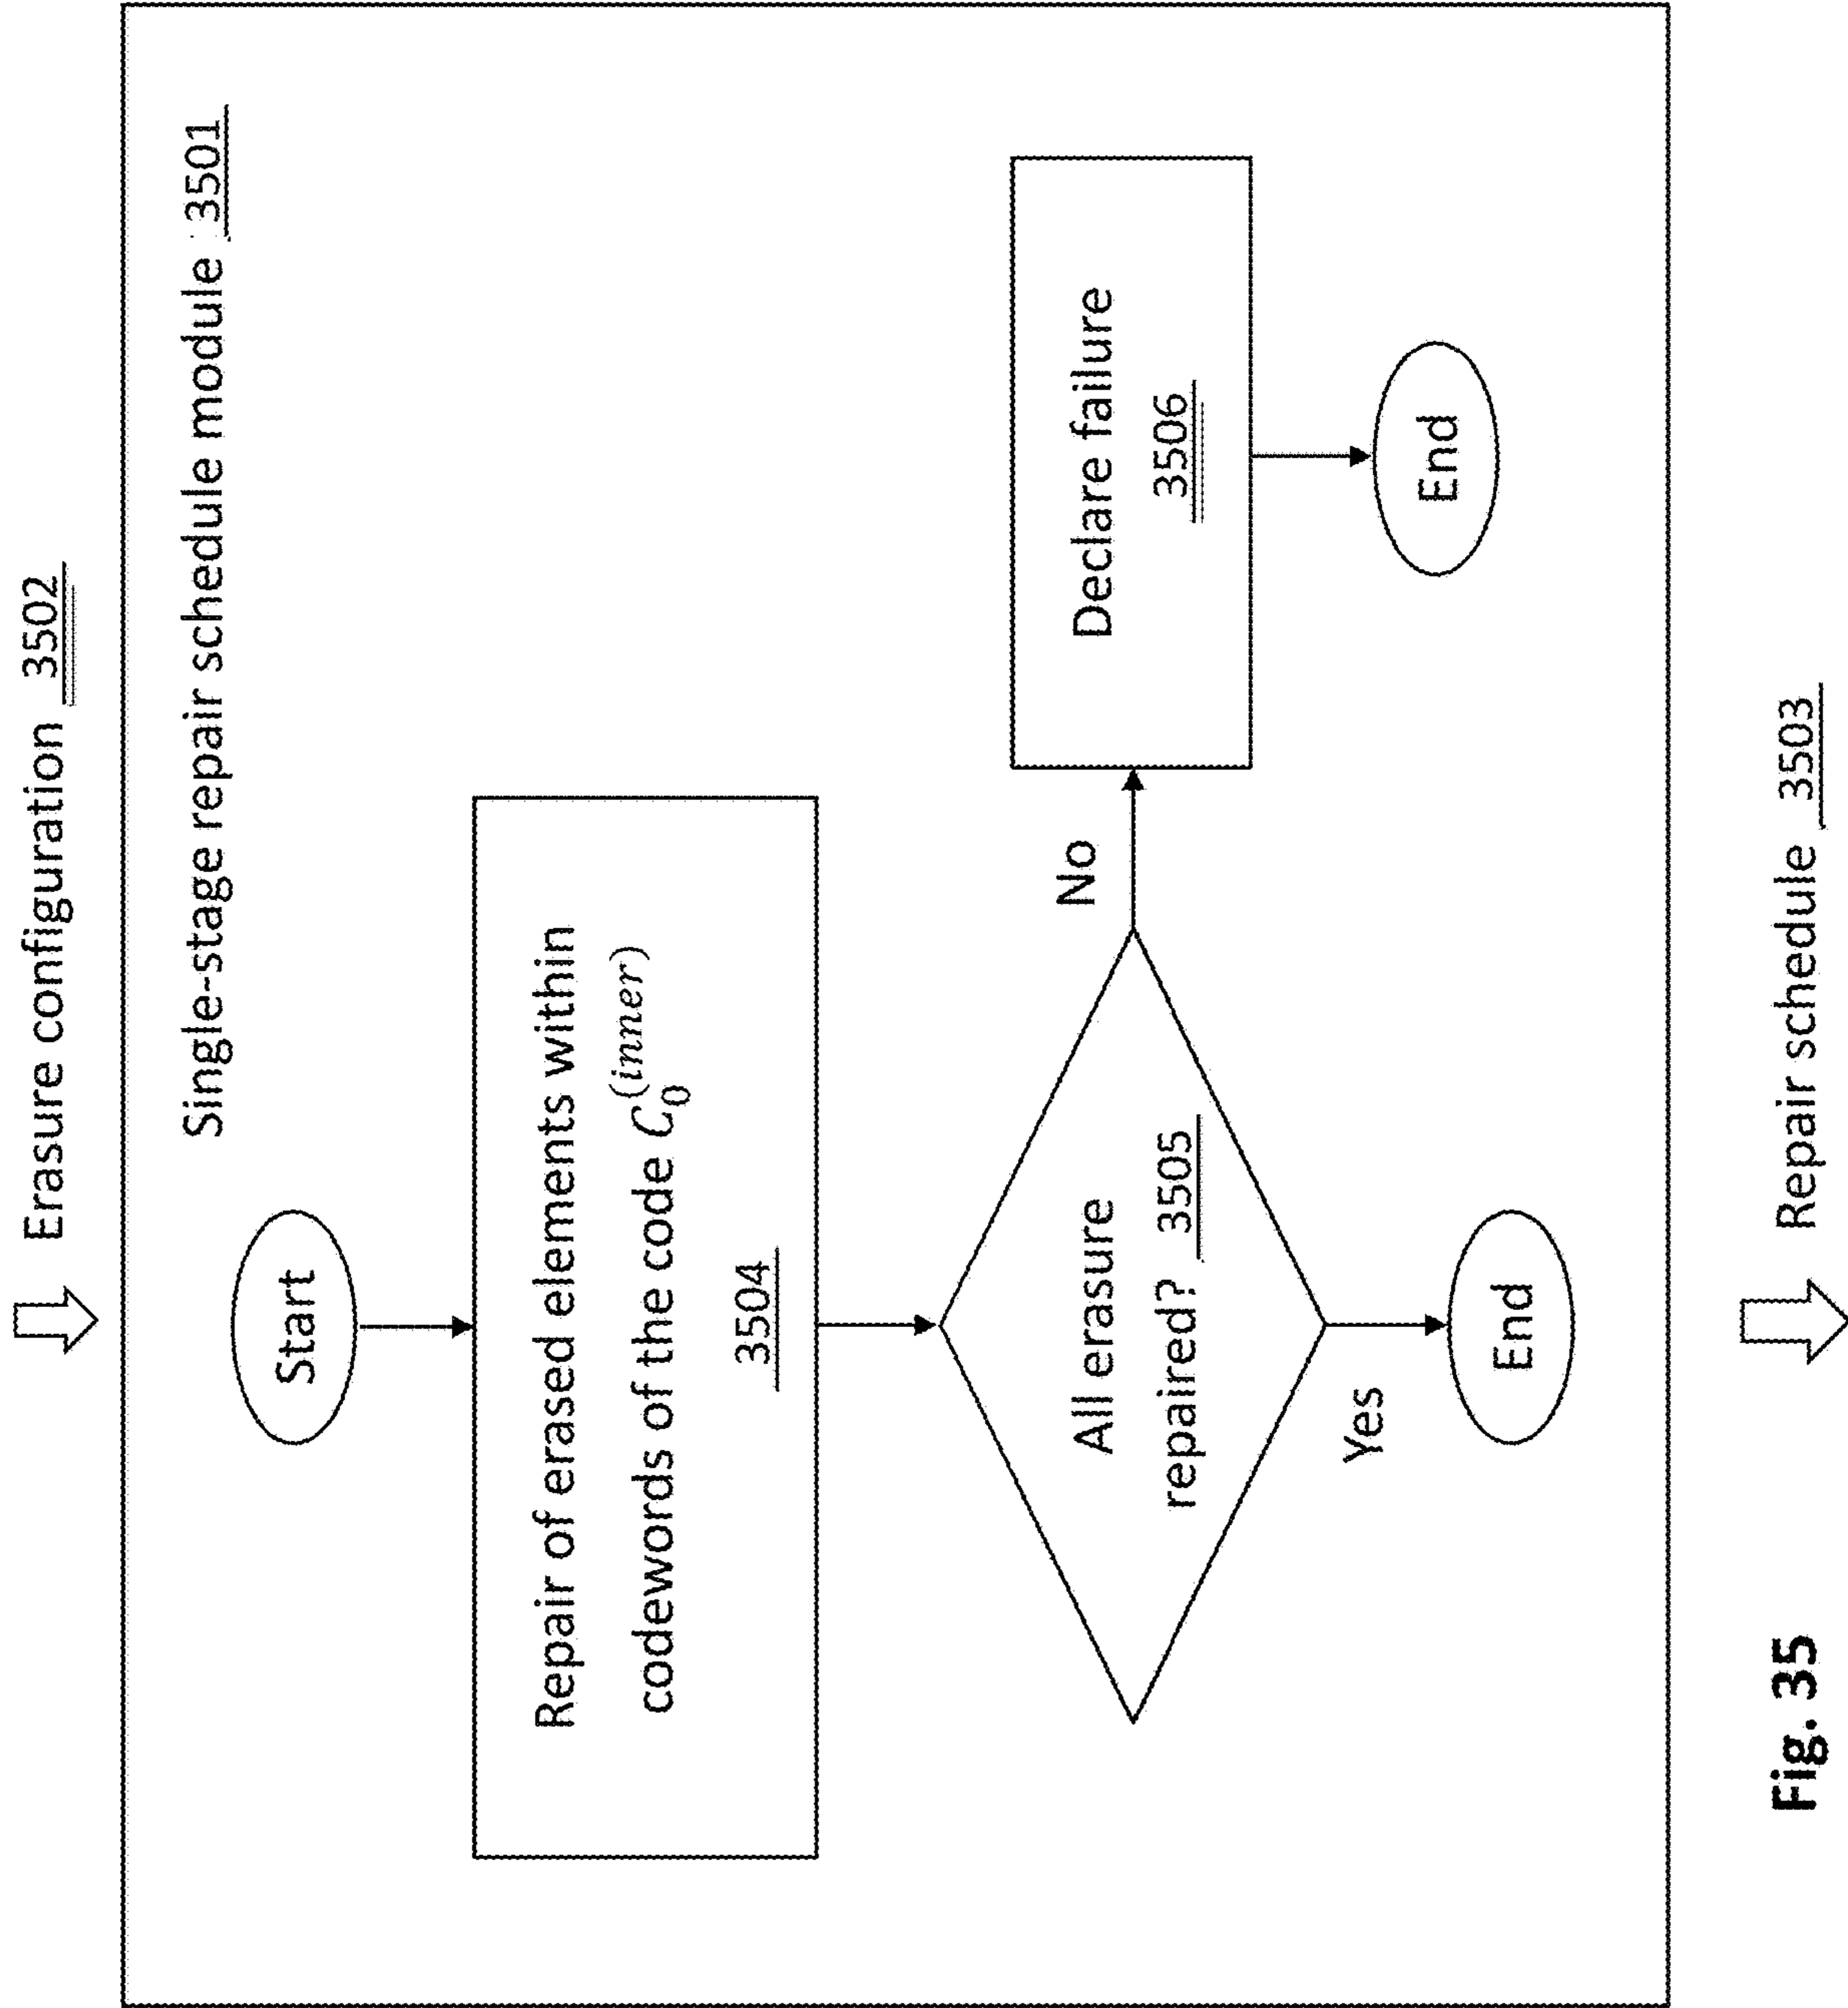 Erasure configuration 3502
Single-stage repair schedule module 3501
Start
Repair of erased elements within
codewords of the code C_0^{(inner)}
3504
All erasure
repaired? 3505
No
Declare failure
3506
End
Yes
End
Repair schedule 3503
Fig. 35